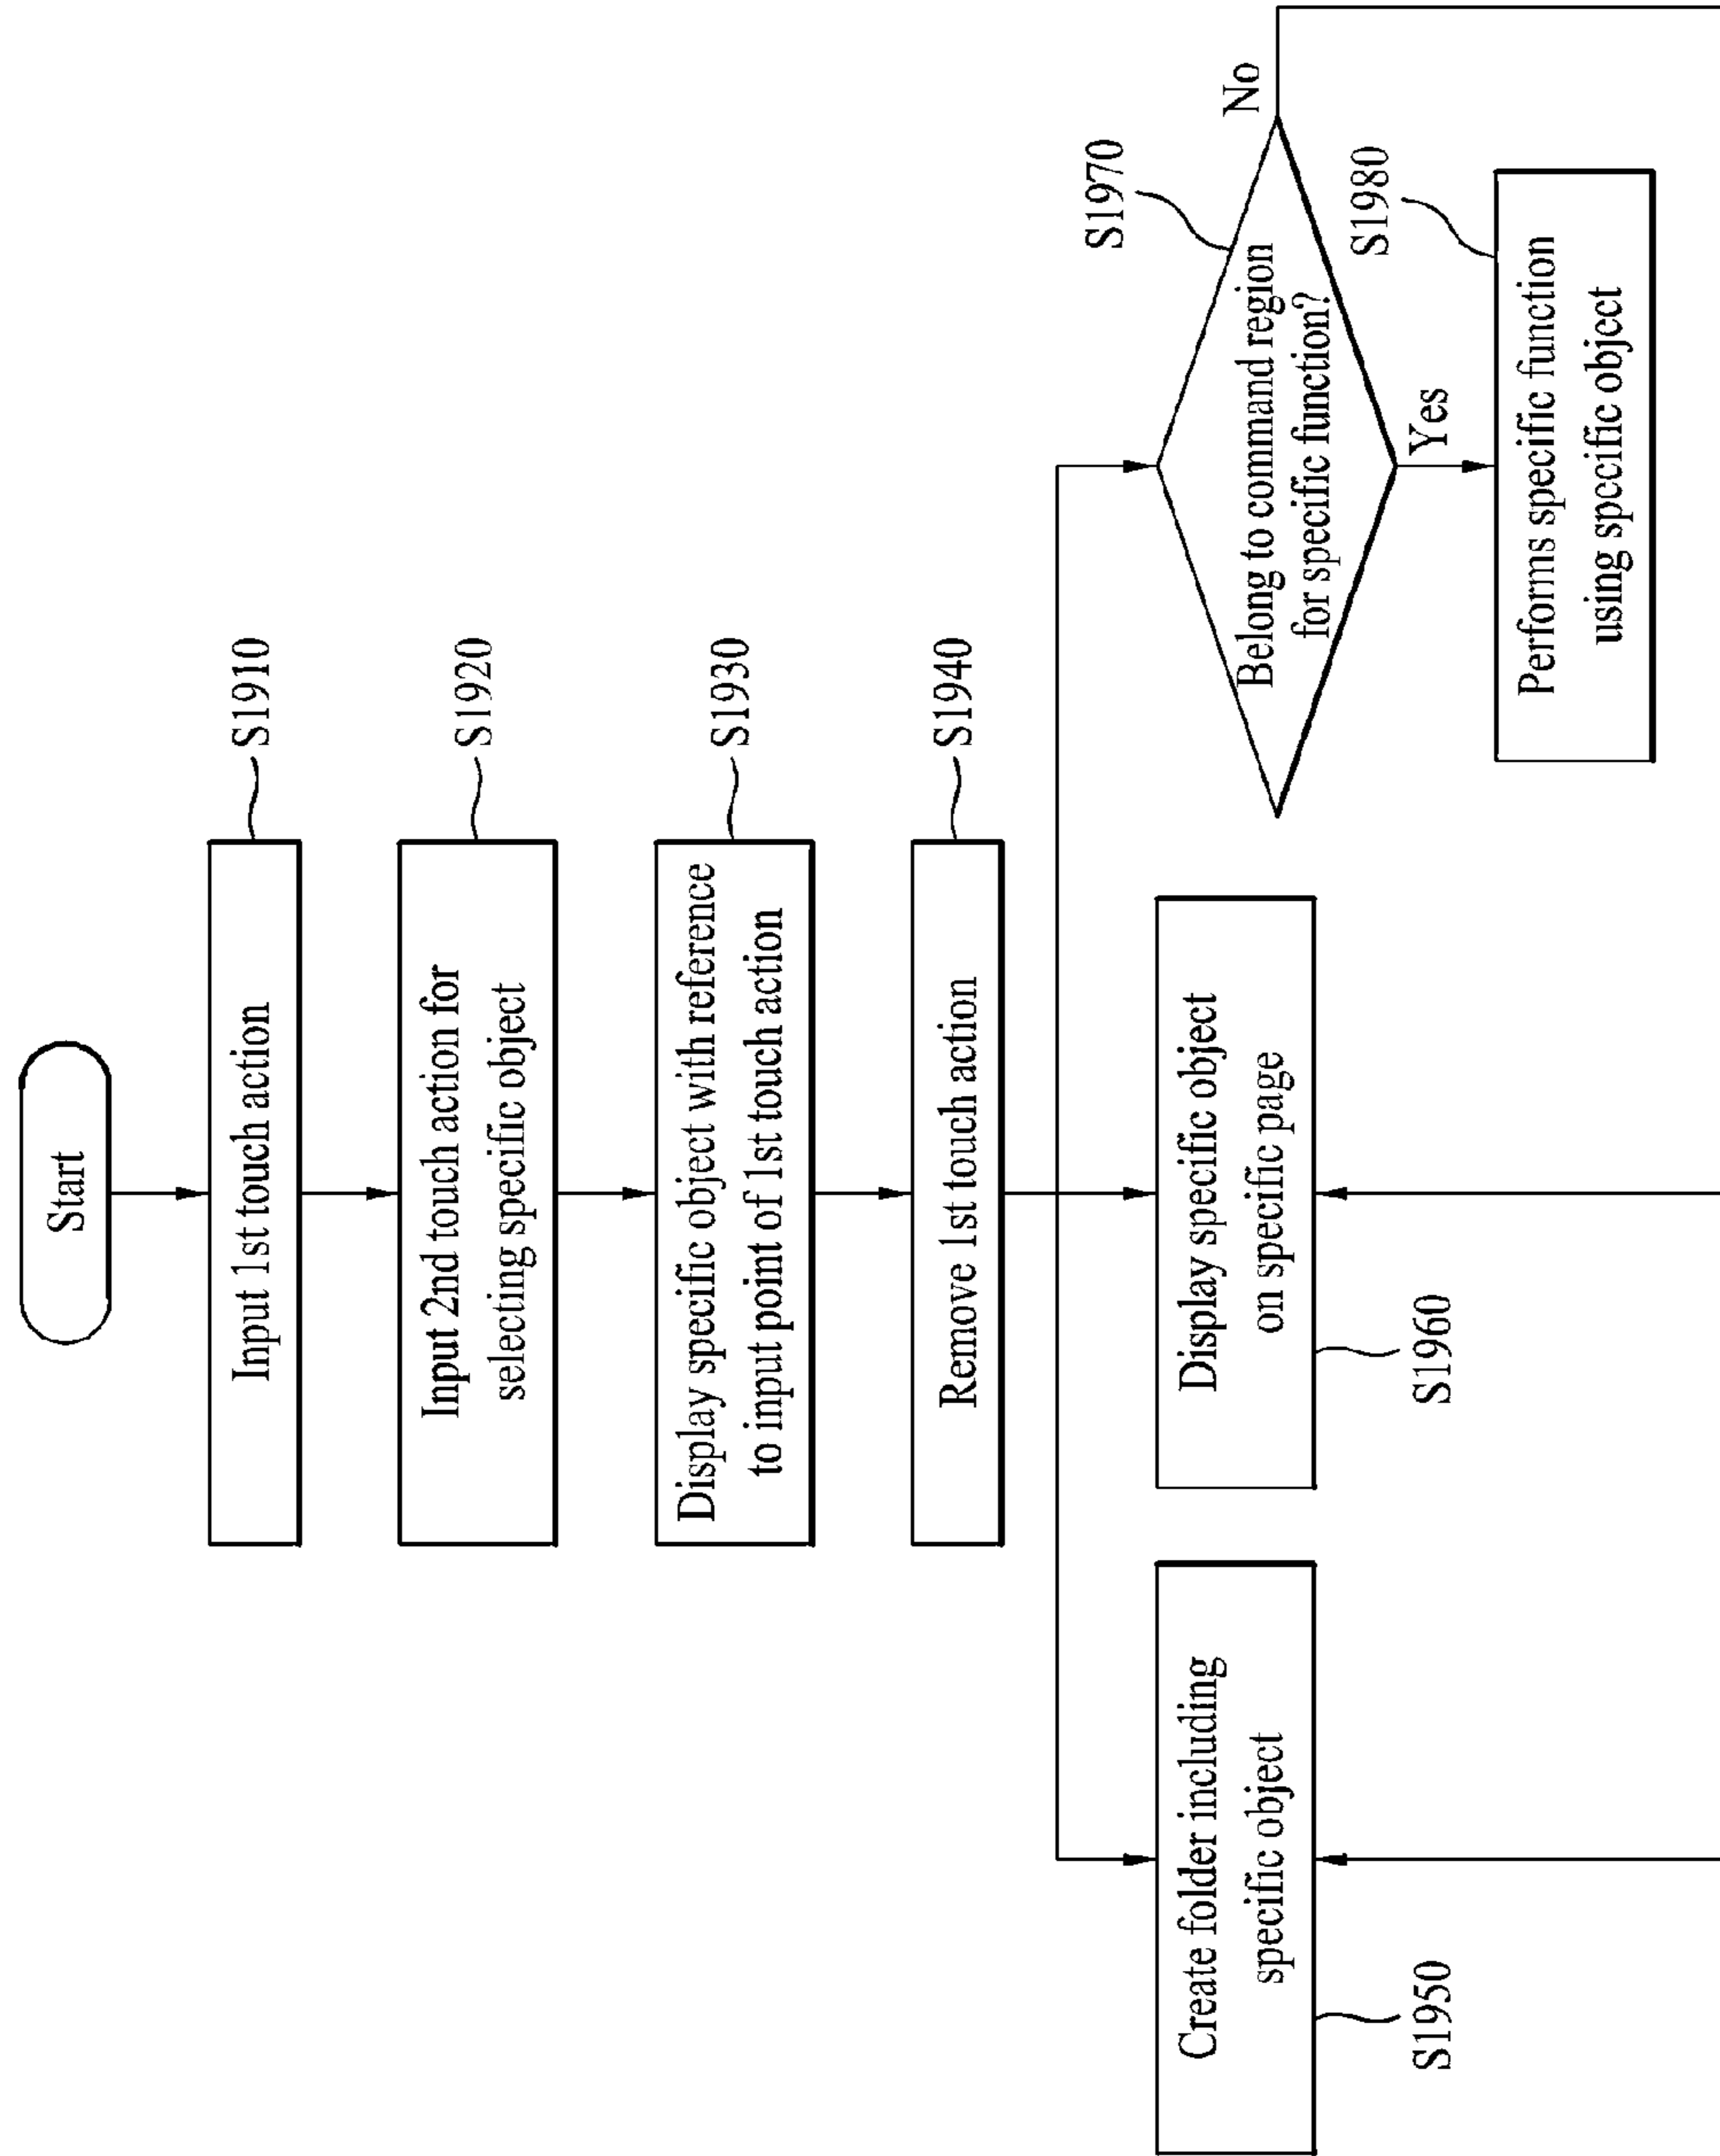 Start
Input 1st touch action
S1910
Input 2nd touch action for
selecting specific object
S1920
Display specific object with reference
to input point of 1st touch action
S1930
Remove 1st touch action
S1940
Create folder including
specific object
S1950
Display specific object
on specific page
S1960
Belong to command region
for specific function?
S1970
No
Yes
Performs specific function
using specific object
S1980